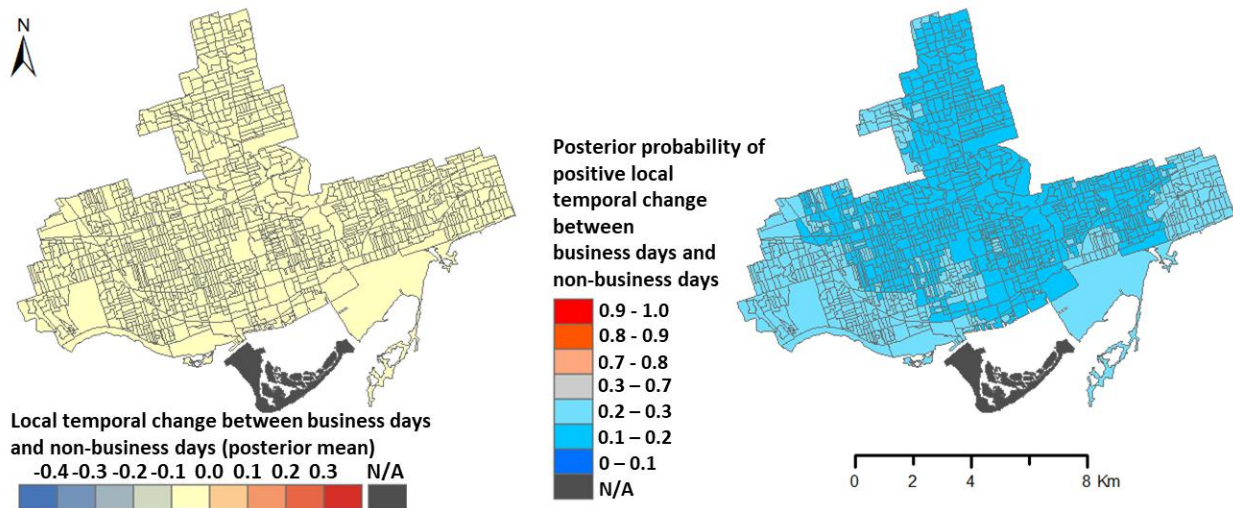 N
Local temporal change between business days
and non-business days (posterior mean)
-0.4 -0.3 -0.2 -0.1 0.0 0.1 0.2 0.3 N/A
Posterior probability of
positive local
temporal change
between
business days and
non-business days
0.9 - 1.0
0.8 - 0.9
0.7 - 0.8
0.3 - 0.7
0.2 – 0.3
0.1 – 0.2
0 – 0.1
N/A
0 2 4 8 Km